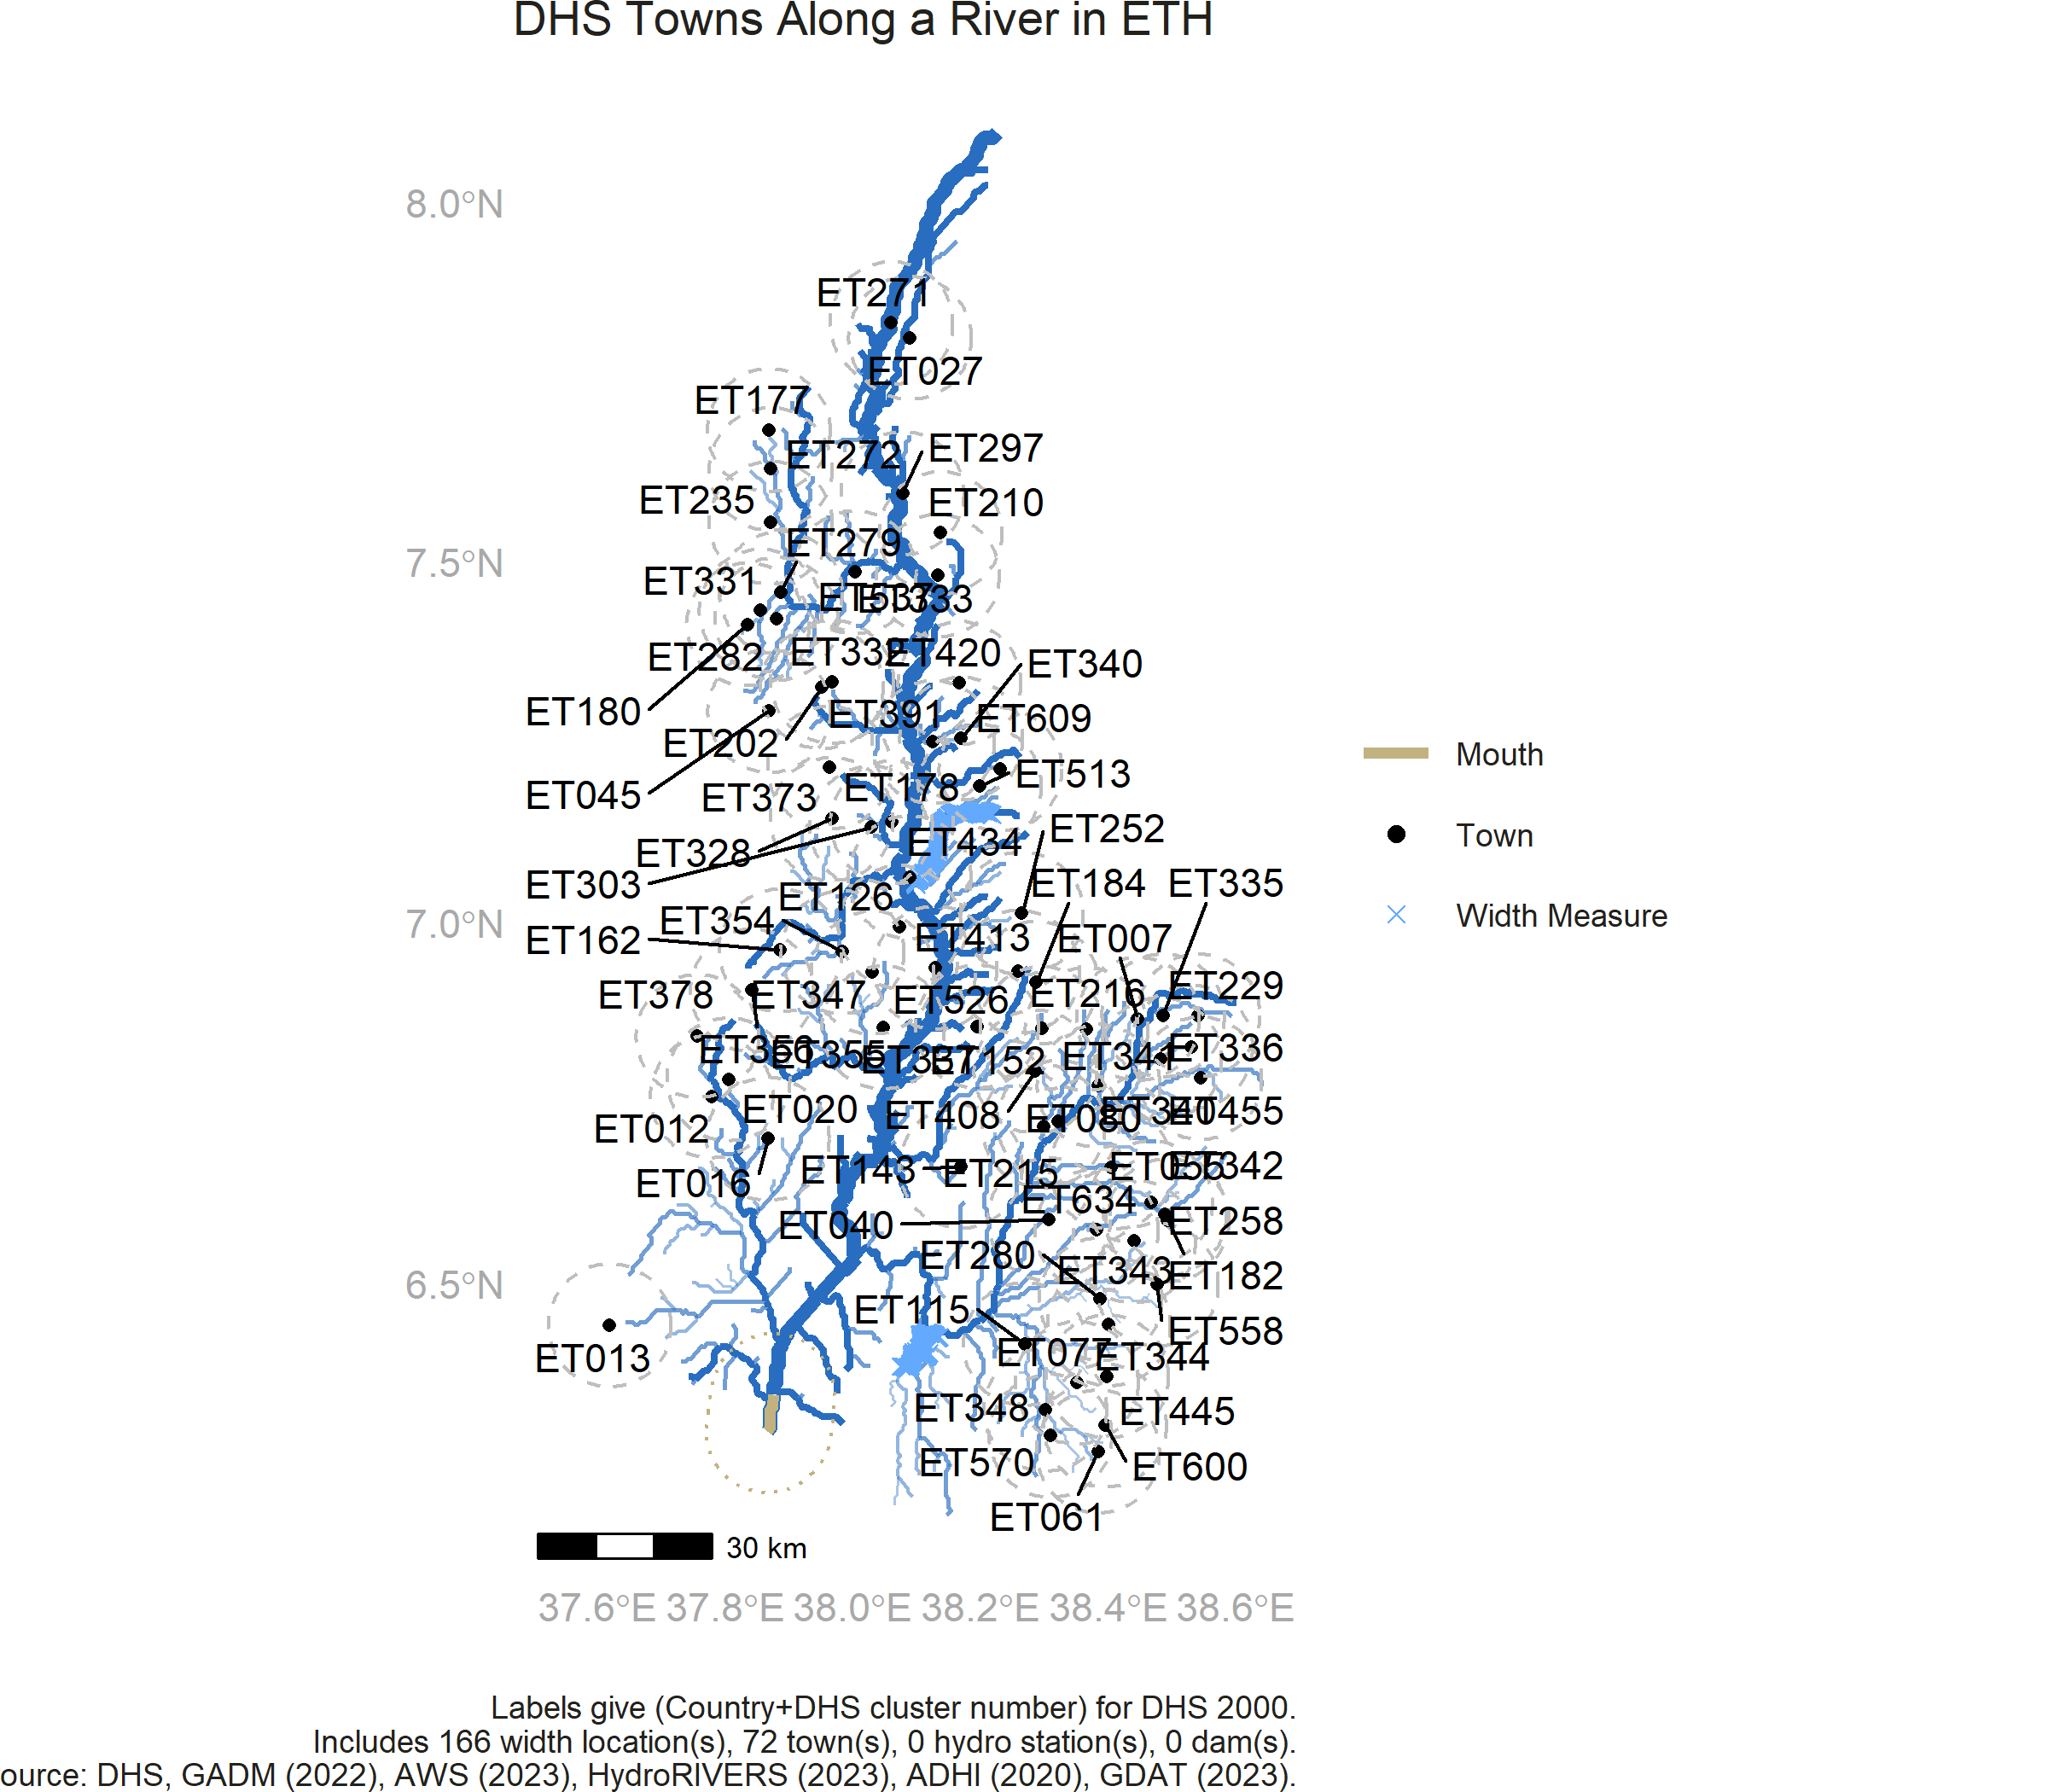 DHS Towns Along a River in ETH
8.0°N
ET271
ET027
ET177
ET272
ET297
ET235
ET210
ET279
7.5°N
ET331
ET537
ET333
ET282
ET332
ET420
ET340
ET180
ET391
ET609
ET202
ET045
ET373
ET178
ET513
ET328
ET434
ET252
ET303
ET126
ET184
ET335
ET354
7.0°N
ET162
ET413
ET007
ET378
ET347
ET526
ET216
ET229
ET356
ET355
ET337
ET152
ET341
ET336
ET012
ET020
ET408
ET080
ET340
ET455
ET016
ET143
ET215
ET055
ET342
ET634
ET040
ET258
ET280
ET343
ET182
6.5°N
ET115
ET558
ET013
ET077
ET344
ET348
ET445
ET570
ET600
ET061
30 km
37.6°E
37.8°E
38.0°E
38.2°E
38.4°E
38.6°E
Mouth
Town
Width Measure
Labels give (Country+DHS cluster number) for DHS 2000.
Includes 166 width location(s), 72 town(s), 0 hydro station(s), 0 dam(s).
ource: DHS, GADM (2022), AWS (2023), HydroRIVERS (2023), ADHI (2020), GDAT (2023).